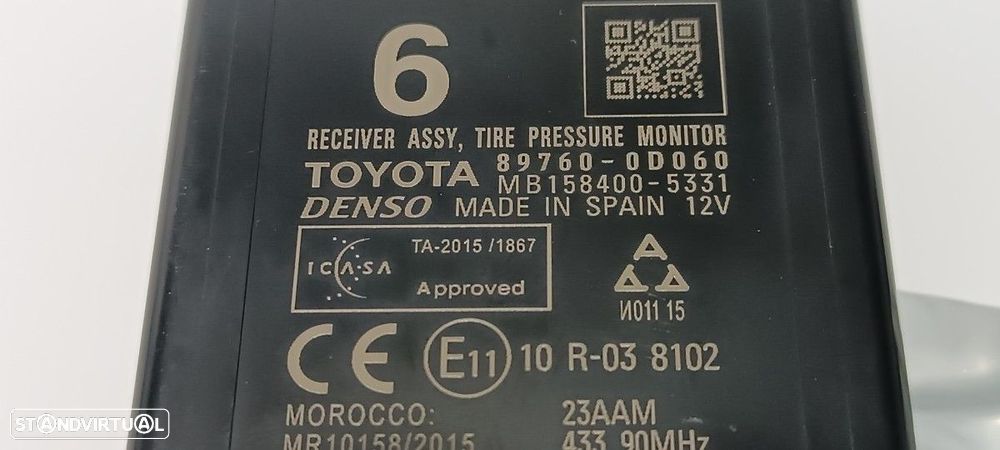 6
RECEIVER ASSY, TIRE PRESSURE MONITOR
TOYOTA 89760-0D060
MB158400-5331
DENSO MADE IN SPAIN 12V
ICASA TA-2015 /1867
Approved
И011 15
CE E11 10 R-03 8102
MOROCCO: 23AAM
MR10158/2015 433.90MHz
STANDVIRTUAL